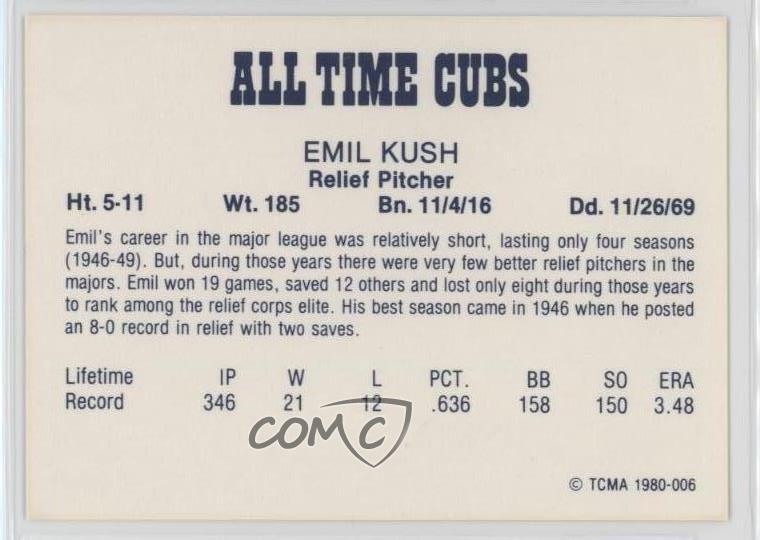 ALL TIME CUBS
EMIL KUSH
Relief Pitcher
Ht. 5-11 Wt. 185 Bn. 11/4/16 Dd. 11/26/69
Emil's career in the major league was relatively short, lasting only four seasons
(1946-49). But, during those years there were very few better relief pitchers in the
majors. Emil won 19 games, saved 12 others and lost only eight during those years
to rank among the relief corps elite. His best season came in 1946 when he posted
an 8-0 record in relief with two saves.
Lifetime IP W L PCT. BB SO ERA
Record 346 21 12 .636 158 150 3.48
COMC
© TCMA 1980-006